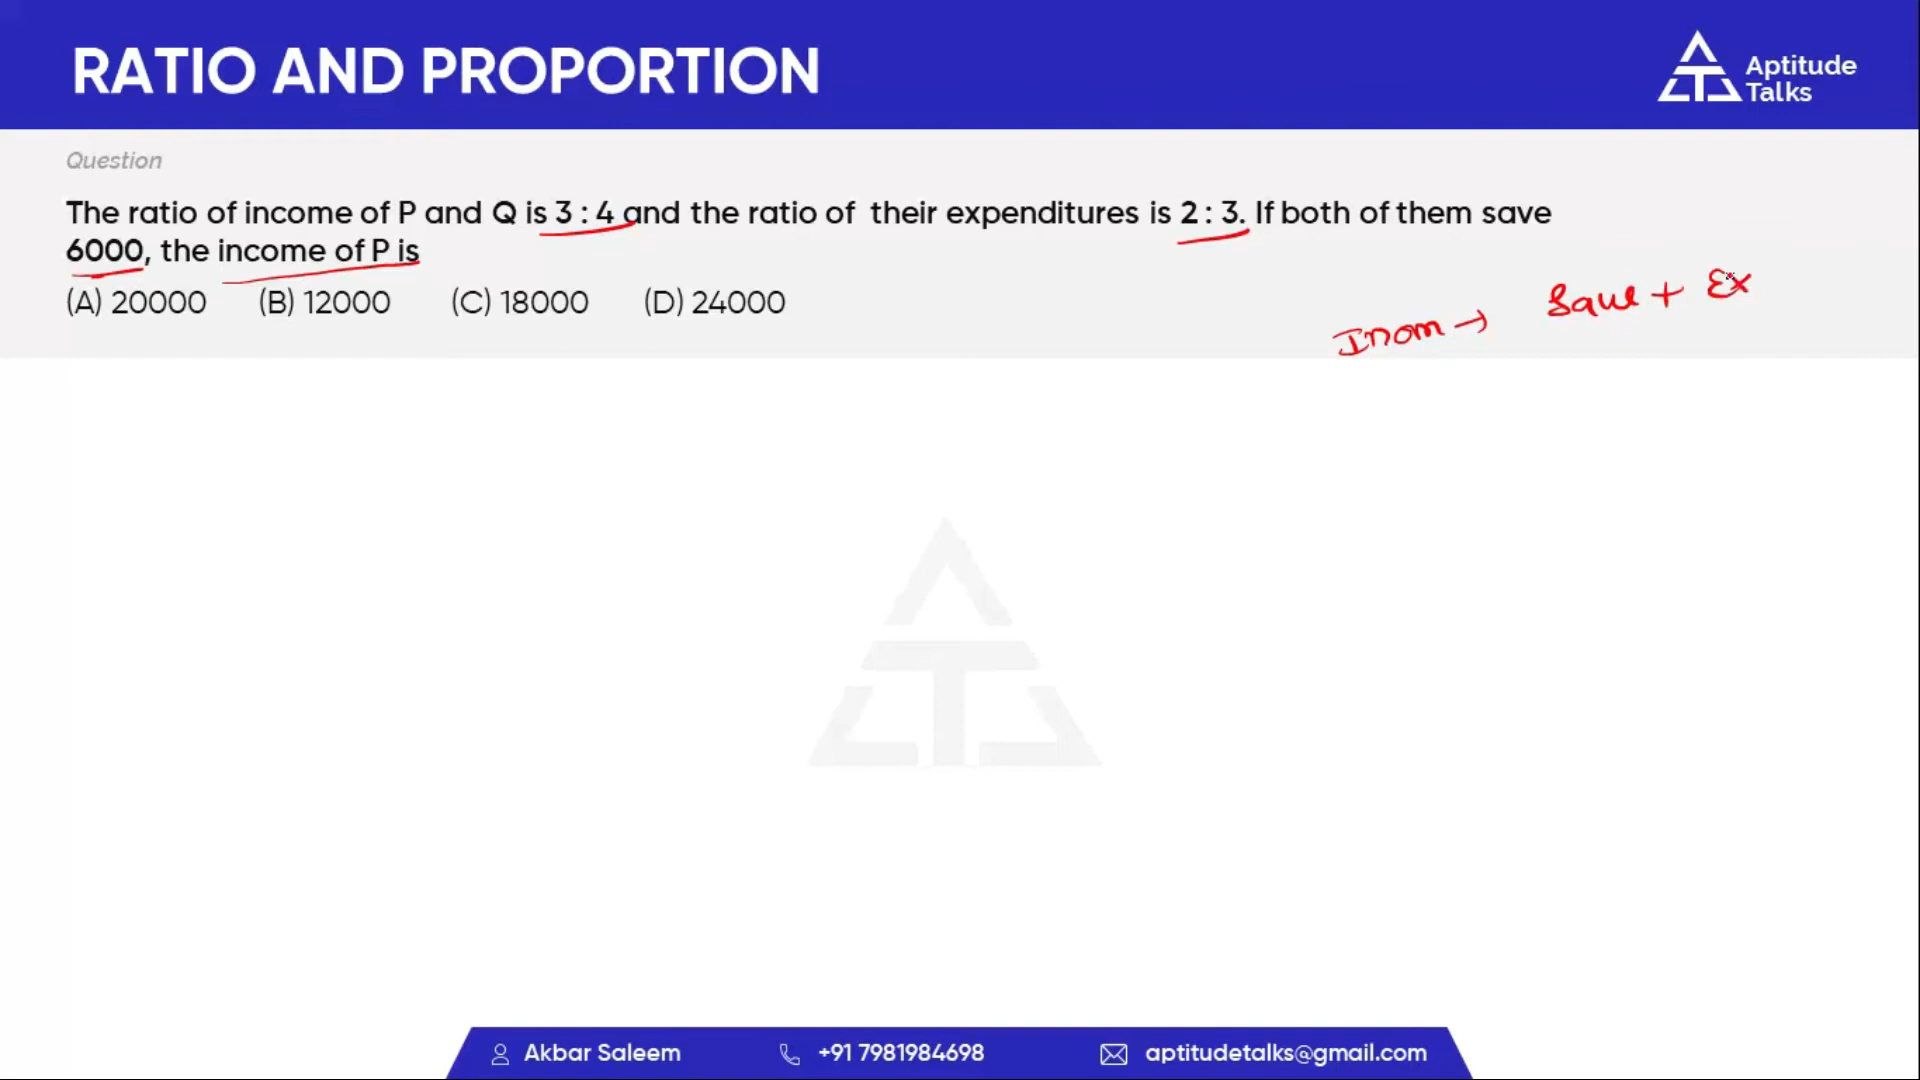 RATIO AND PROPORTION
Aptitude
Talks
Question
The ratio of income of P and Q is 3 : 4 and the ratio of their expenditures is 2 : 3. If both of them save
6000, the income of P is
(A) 20000 (B) 12000 (C) 18000 (D) 24000
Inom → Save + Ex
Akbar Saleem +91 7981984698 aptitudetalks@gmail.com